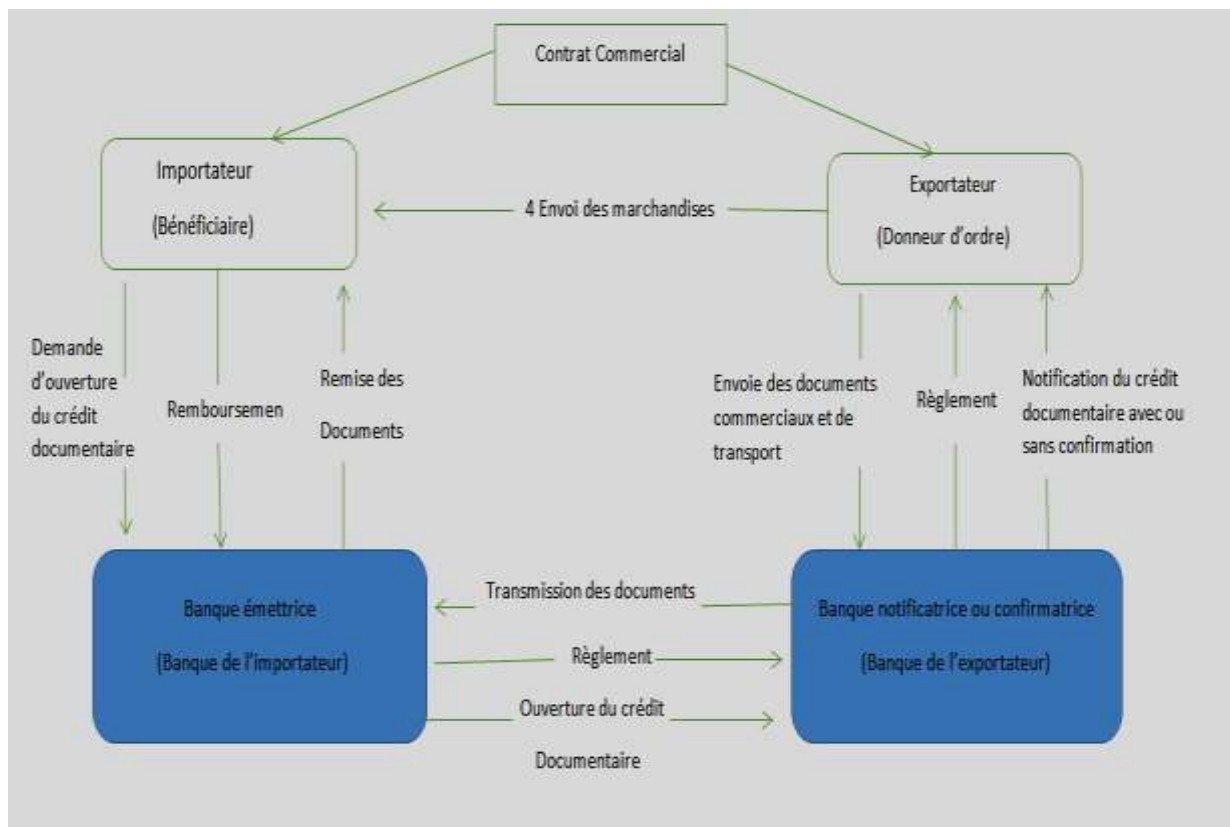 Contrat Commercial
Importateur
(Bénéficiaire)
Exportateur
(Donneur d'ordre)
4 Envoi des marchandises
Demande
d'ouverture
du crédit
documentaire
Remboursemen
Remise des
Documents
Envoie des documents
commerciaux et de
transport
Règlement
Notification du crédit
documentaire avec ou
sans confirmation
Banque émettrice
(Banque de l'importateur)
Transmission des documents
Règlement
Ouverture du crédit
Documentaire
Banque notificatrice ou confirmatrice
(Banque de l'exportateur)